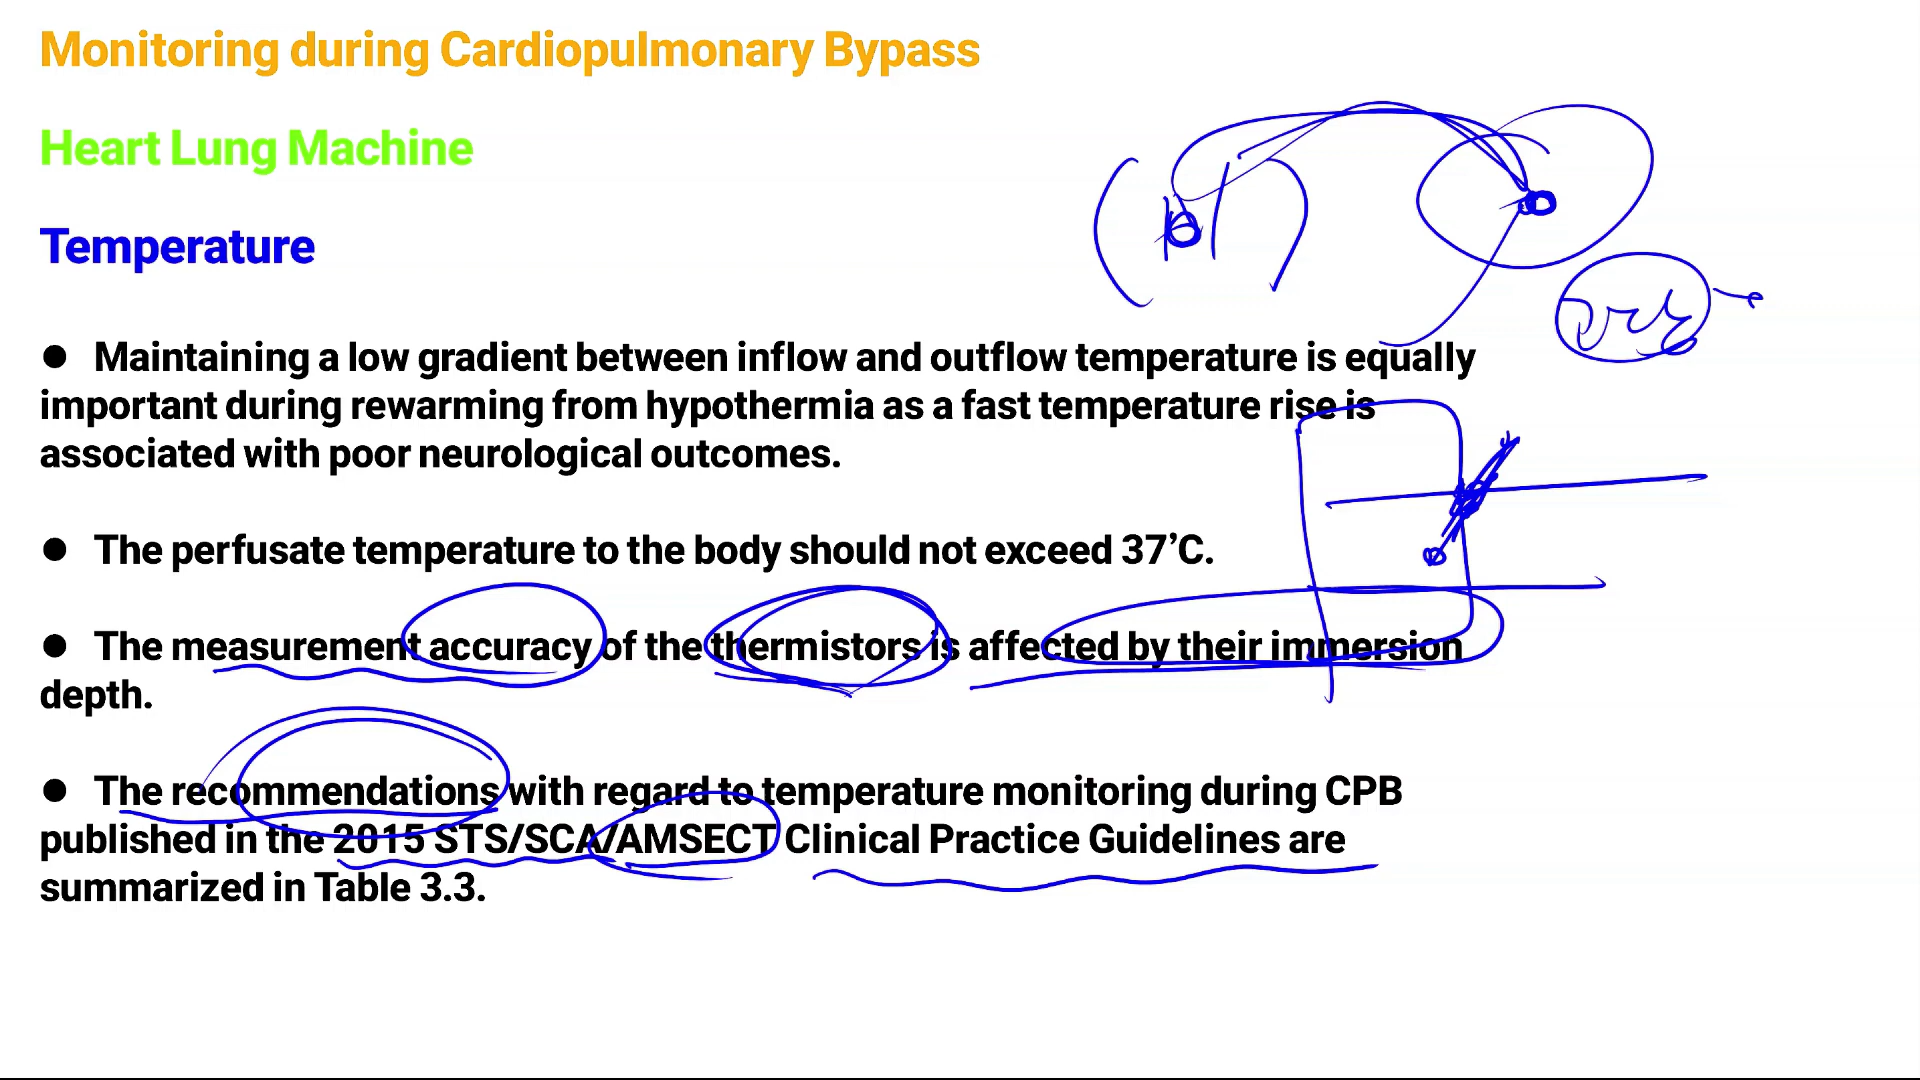 Monitoring during Cardiopulmonary Bypass
Heart Lung Machine
Temperature
● Maintaining a low gradient between inflow and outflow temperature is equally
important during rewarming from hypothermia as a fast temperature rise is
associated with poor neurological outcomes.
● The perfusate temperature to the body should not exceed 37’C.
● The measurement accuracy of the thermistors is affected by their immersion
depth.
● The recommendations with regard to temperature monitoring during CPB
published in the 2015 STS/SCA/AMSECT Clinical Practice Guidelines are
summarized in Table 3.3.